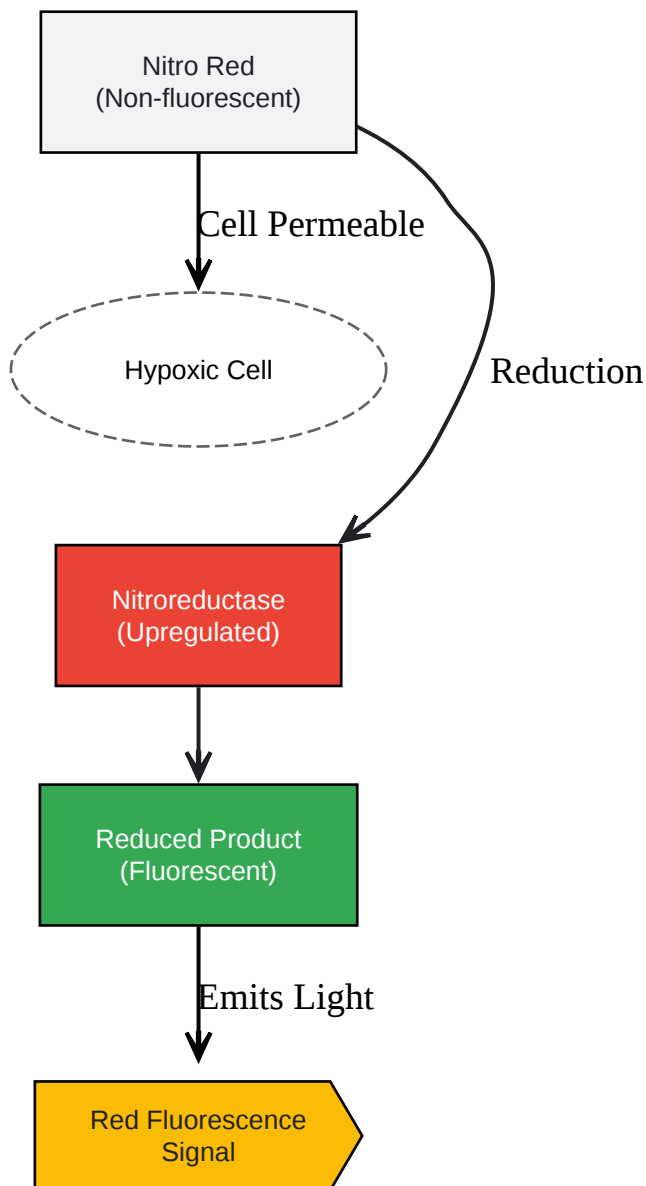 Nitro Red
(Non-fluorescent)
Cell Permeable
Hypoxic Cell
Reduction
Nitroreductase
(Upregulated)
Reduced Product
(Fluorescent)
Emits Light
Red Fluorescence
Signal